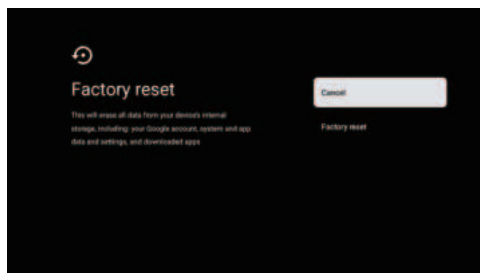 Factory reset
This will erase all data from your device's internal
storage, including: your Google account, system and app
data and settings, and downloaded apps
Cancel
Factory reset